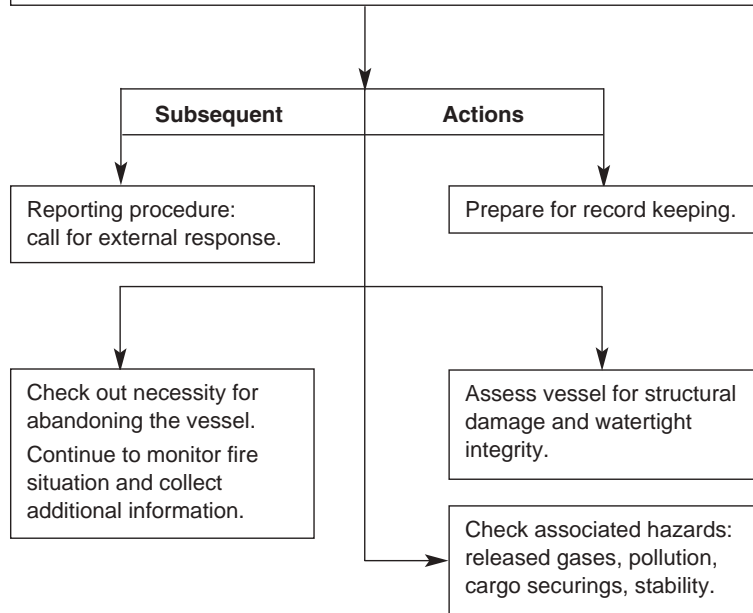 Subsequent Actions
Reporting procedure:
call for external response.
Prepare for record keeping.
Check out necessity for
abandoning the vessel.
Continue to monitor fire
situation and collect
additional information.
Assess vessel for structural
damage and watertight
integrity.
Check associated hazards:
released gases, pollution,
cargo securings, stability.